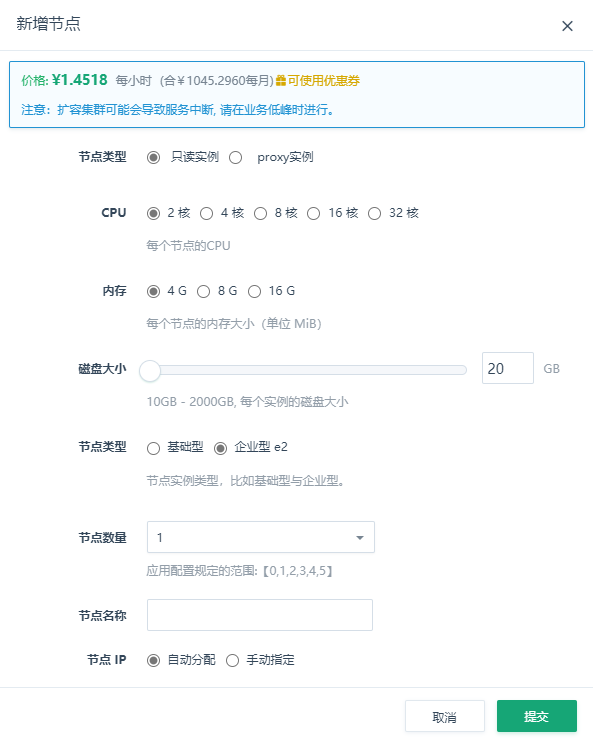 新增节点
价格: ¥1.4518 每小时 (合￥1045.2960每月) 可使用优惠券
注意：扩容集群可能会导致服务中断, 请在业务低峰时进行。
节点类型 只读实例 proxy实例
CPU 2 核 4 核 8 核 16 核 32 核
每个节点的CPU
内存 4 G 8 G 16 G
每个节点的内存大小（单位 MiB）
磁盘大小 20 GB
10GB - 2000GB, 每个实例的磁盘大小
节点类型 基础型 企业型 e2
节点实例类型，比如基础型与企业型。
节点数量 1
应用配置规定的范围:【0,1,2,3,4,5】
节点名称
节点 IP 自动分配 手动指定
取消 提交